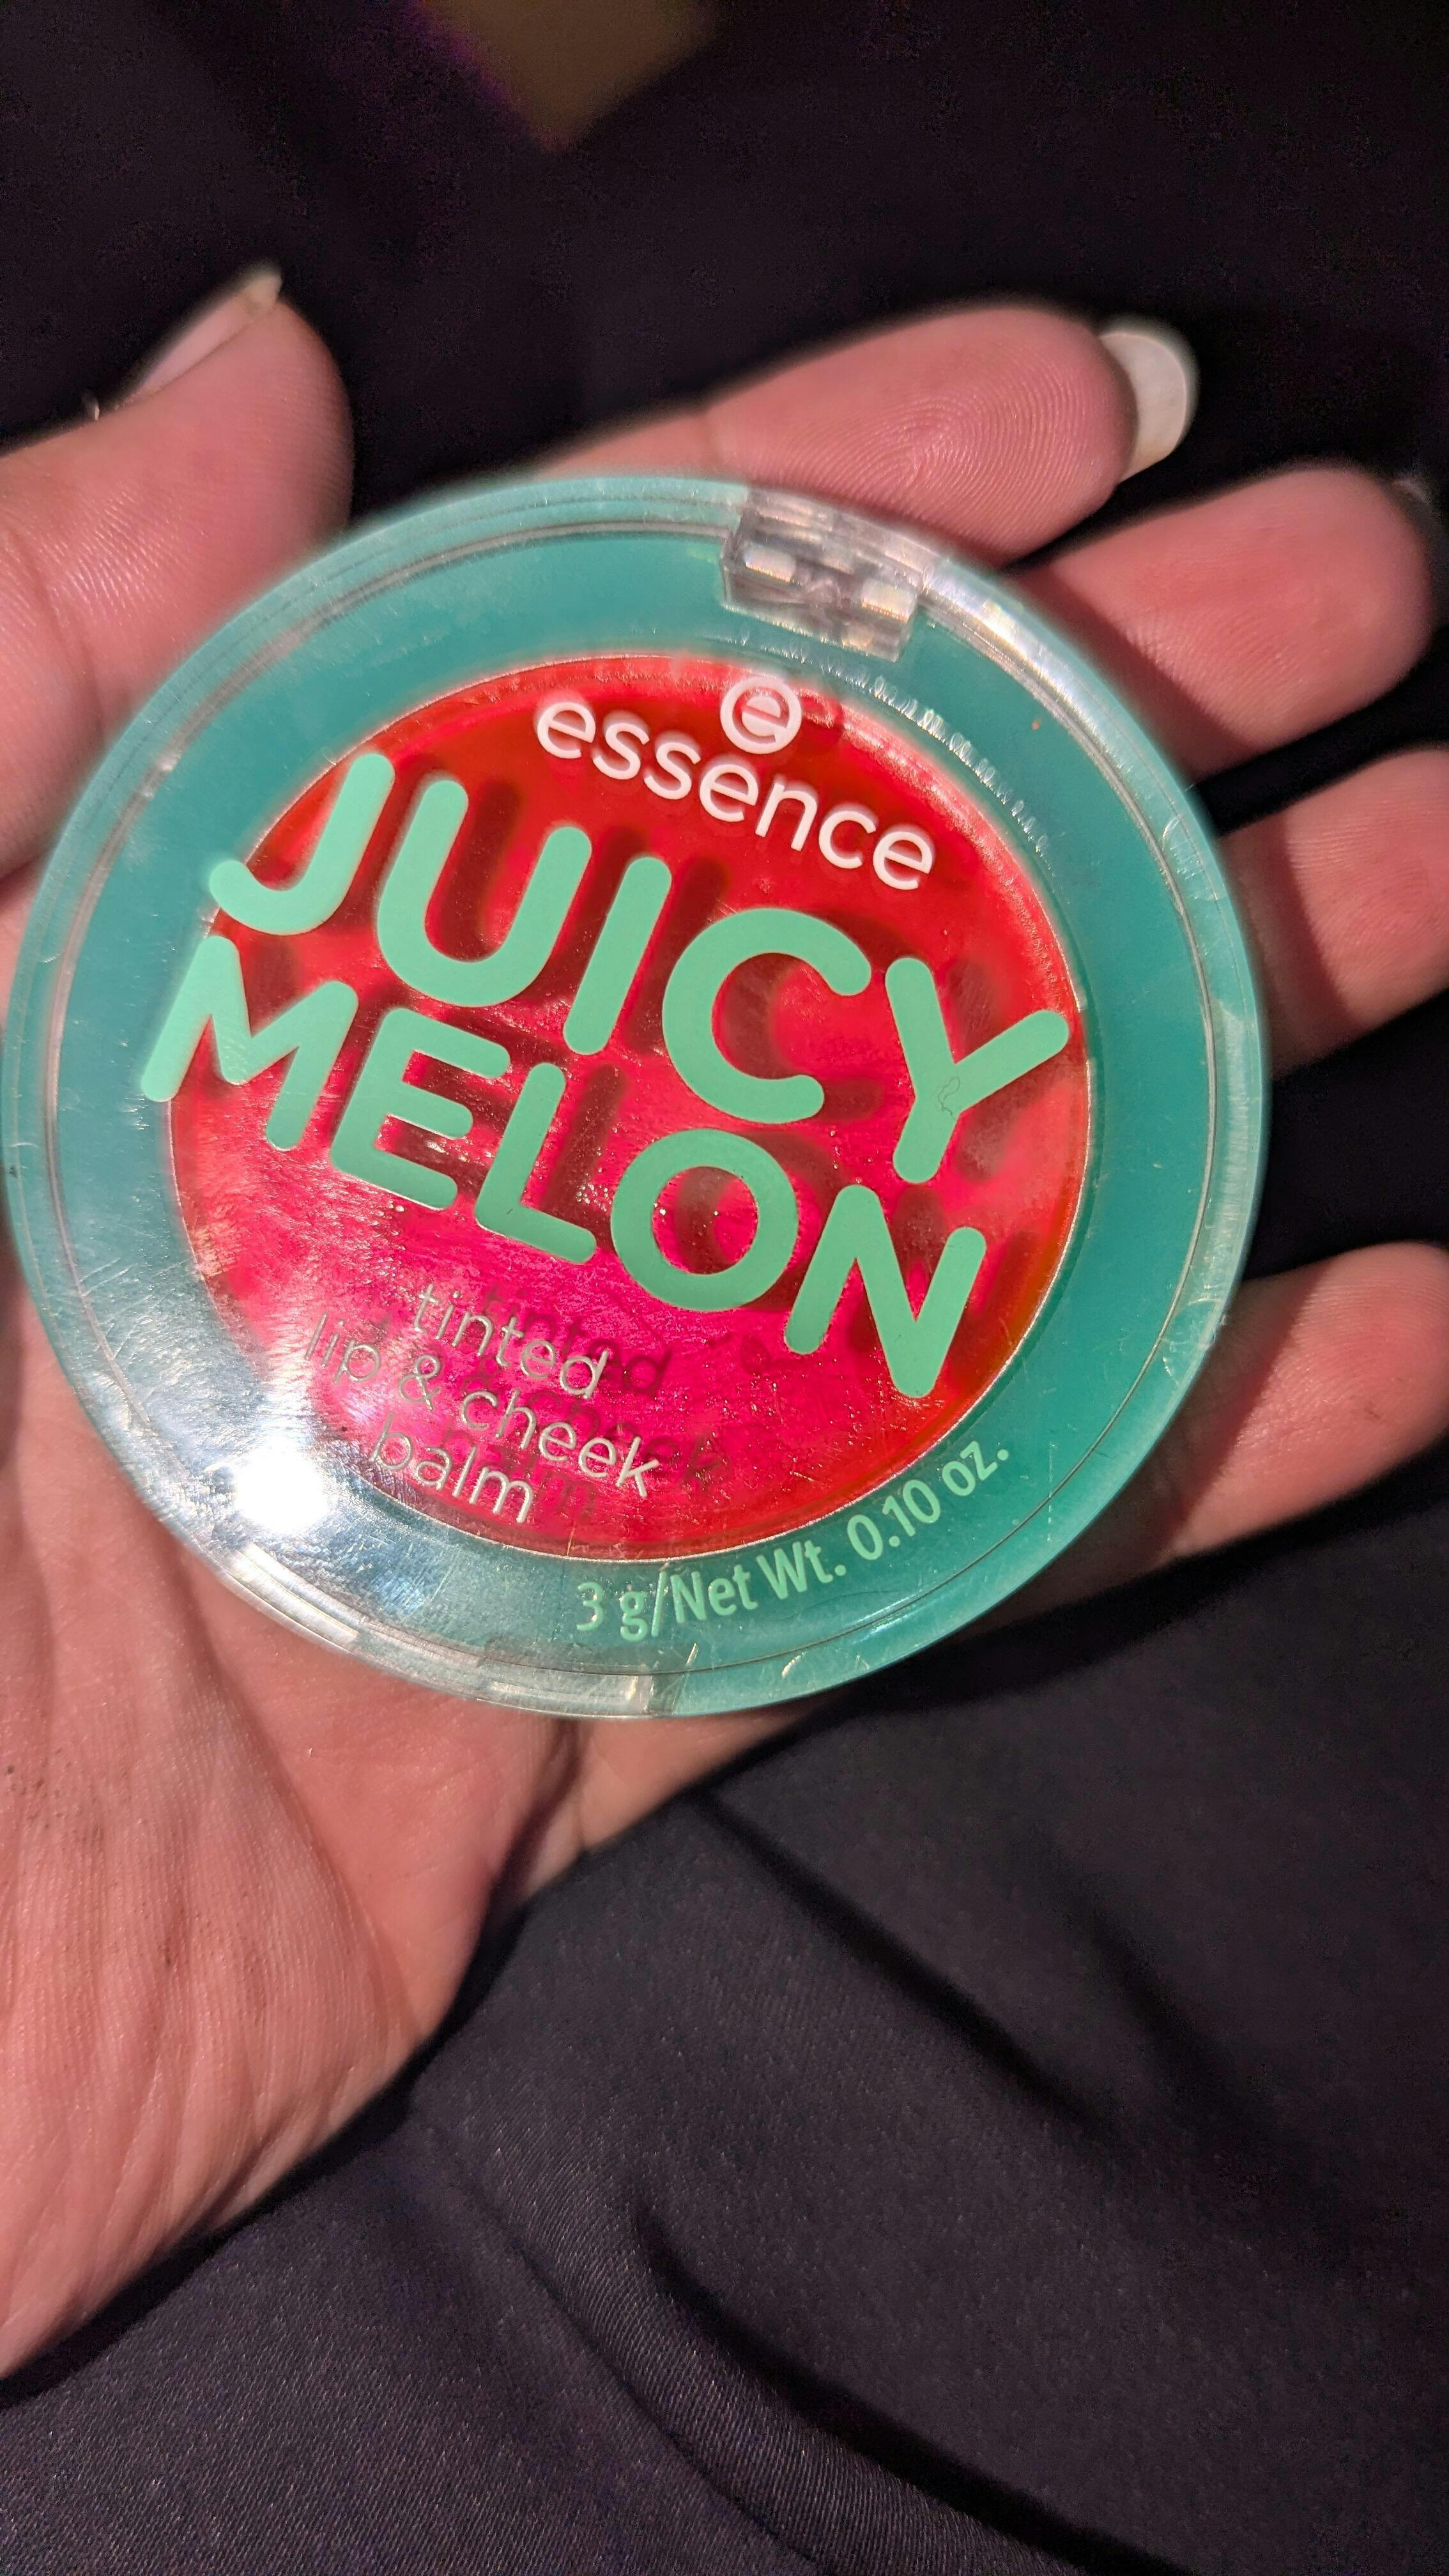 e
essence
JUICY
MELON
tinted
lip & cheek
balm
3 g/Net Wt. 0.10 oz.